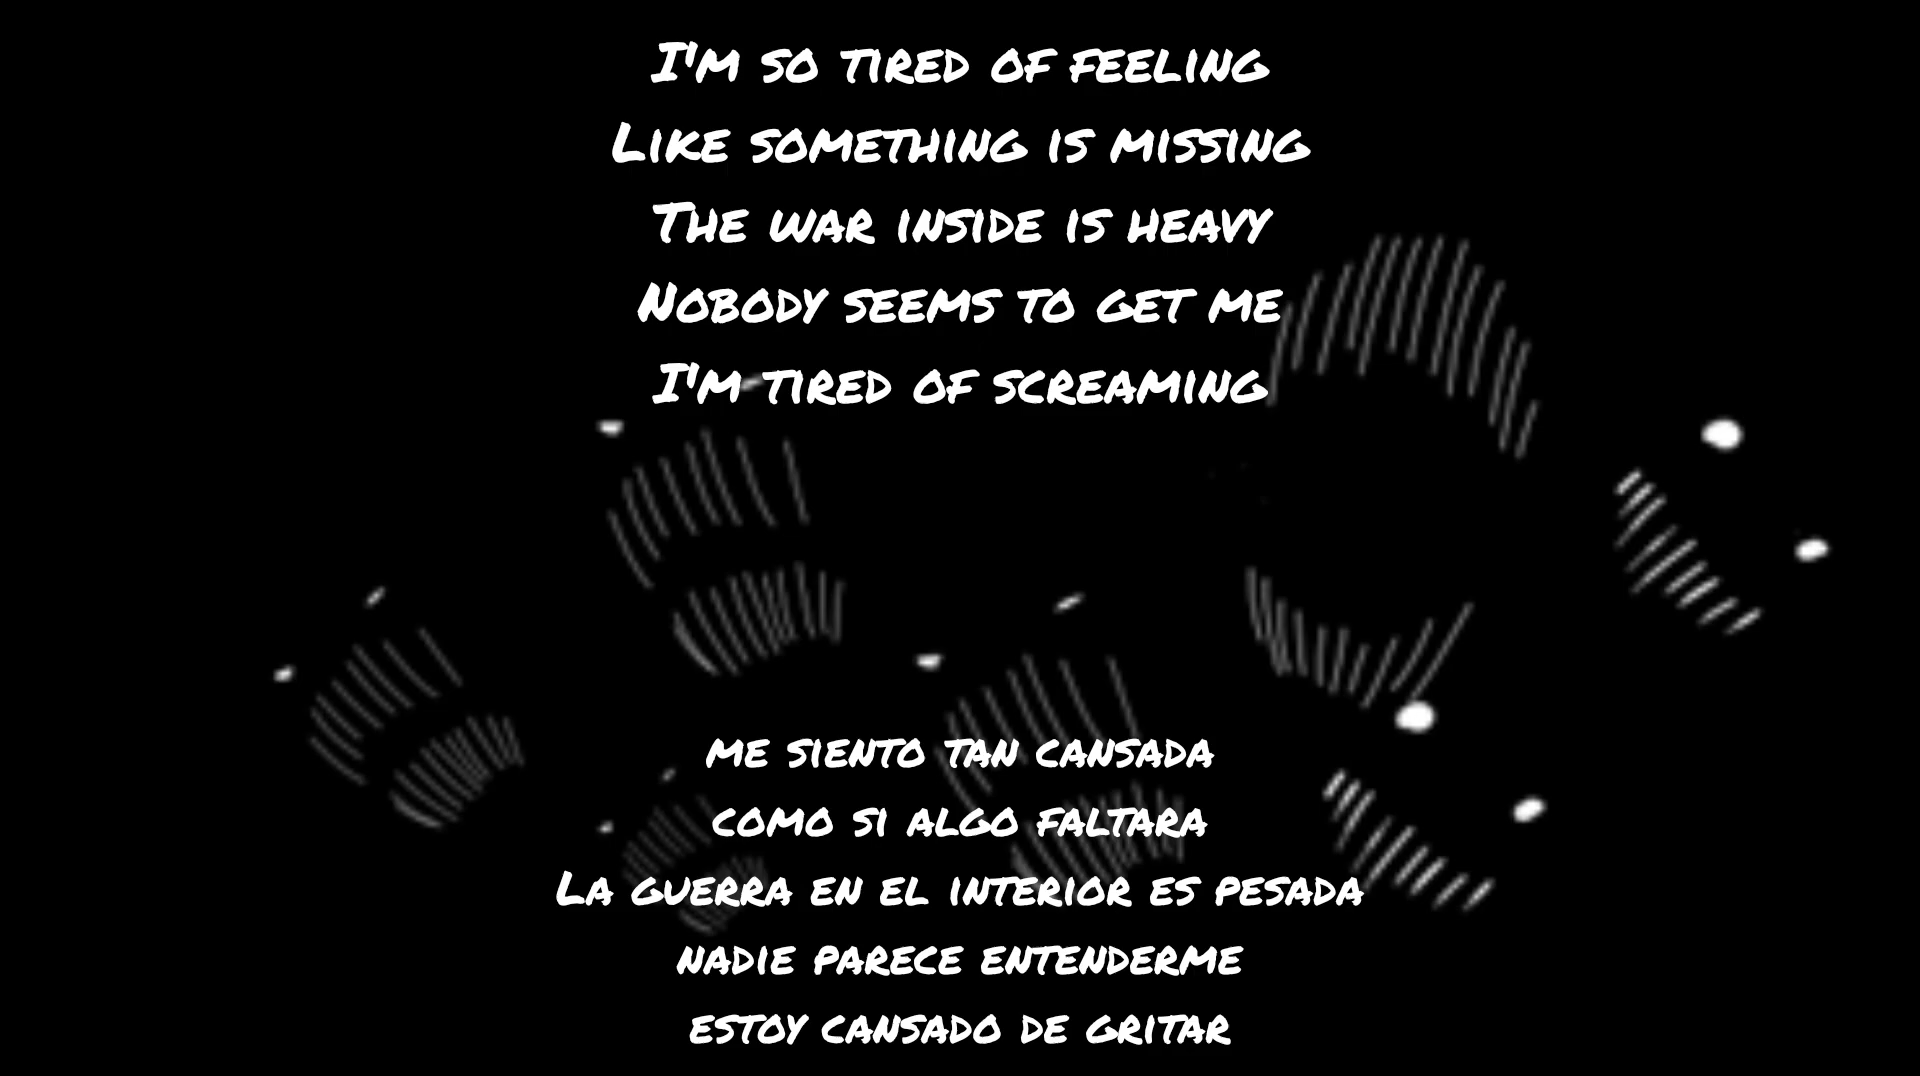 I'm so tired of feeling
Like something is missing
The war inside is heavy
Nobody seems to get me
I'm tired of screaming
me siento tan cansada
como si algo faltara
La guerra en el interior es pesada
nadie parece entenderme
estoy cansado de gritar